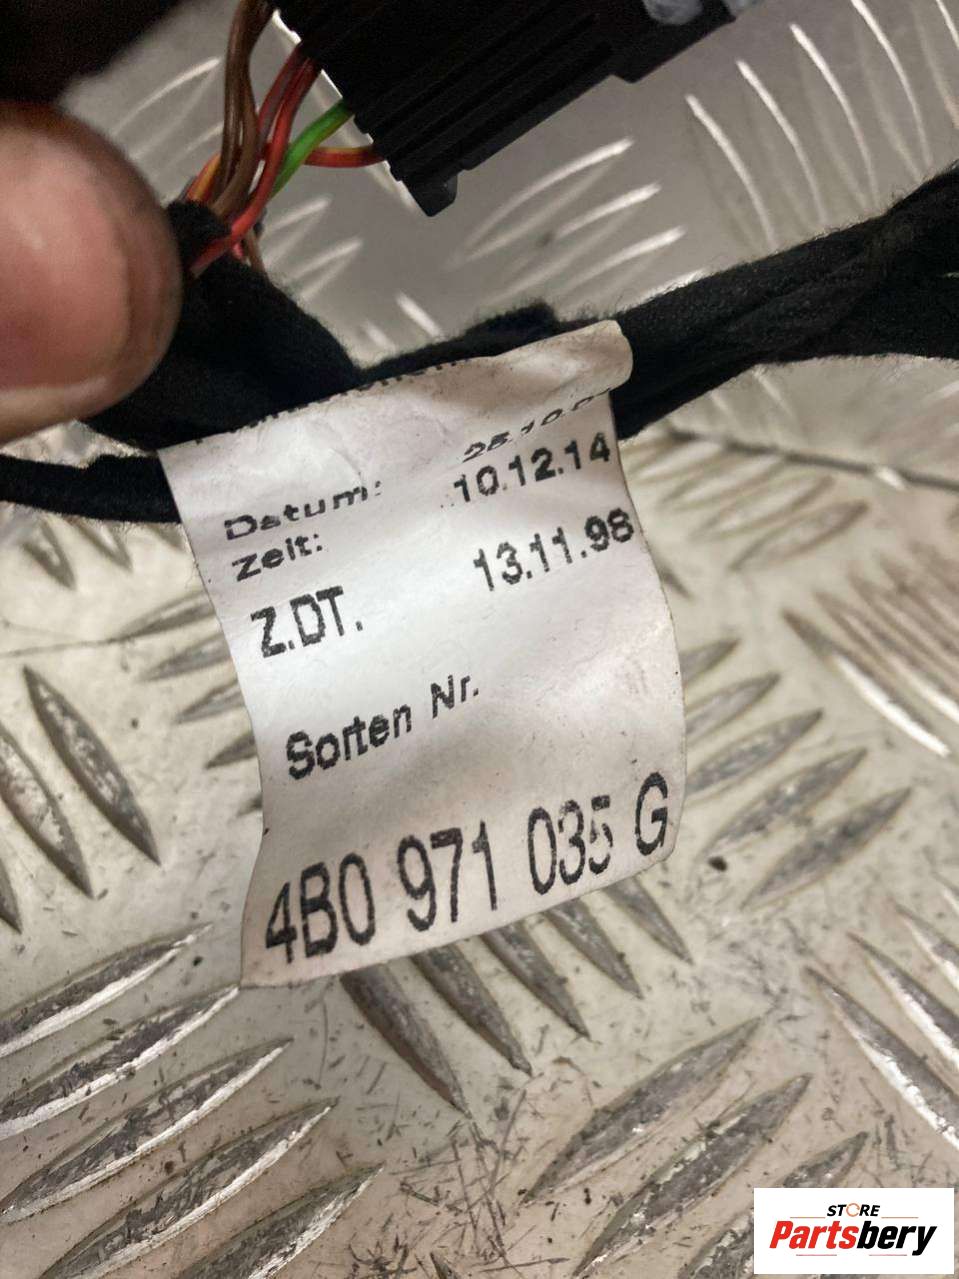 Datum:
Zeit: 10.12.14
Z.DT. 13.11.98
Sorten Nr.
4B0 971 035 G
STORE
Partsbery